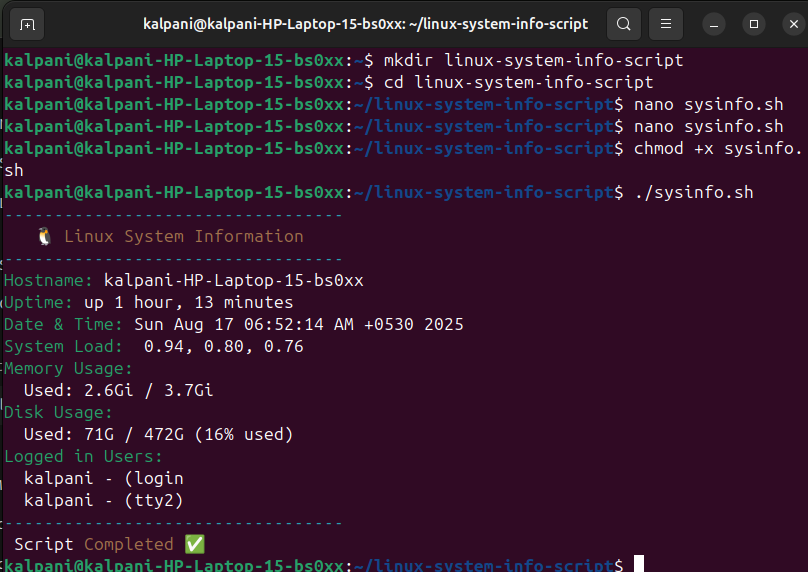 kalpani@kalpani-HP-Laptop-15-bs0xx: ~/linux-system-info-script
kalpani@kalpani-HP-Laptop-15-bs0xx:~$ mkdir linux-system-info-script
kalpani@kalpani-HP-Laptop-15-bs0xx:~$ cd linux-system-info-script
kalpani@kalpani-HP-Laptop-15-bs0xx:~/linux-system-info-script$ nano sysinfo.sh
kalpani@kalpani-HP-Laptop-15-bs0xx:~/linux-system-info-script$ nano sysinfo.sh
kalpani@kalpani-HP-Laptop-15-bs0xx:~/linux-system-info-script$ chmod +x sysinfo.
sh
kalpani@kalpani-HP-Laptop-15-bs0xx:~/linux-system-info-script$ ./sysinfo.sh
----------------------------------
   🐧 Linux System Information
----------------------------------
Hostname: kalpani-HP-Laptop-15-bs0xx
Uptime: up 1 hour, 13 minutes
Date & Time: Sun Aug 17 06:52:14 AM +0530 2025
System Load:  0.94, 0.80, 0.76
Memory Usage:
  Used: 2.6Gi / 3.7Gi
Disk Usage:
  Used: 71G / 472G (16% used)
Logged in Users:
  kalpani - (login
  kalpani - (tty2)
----------------------------------
 Script Completed ✅
kalpani@kalpani-HP-Laptop-15-bs0xx:~/linux-system-info-script$